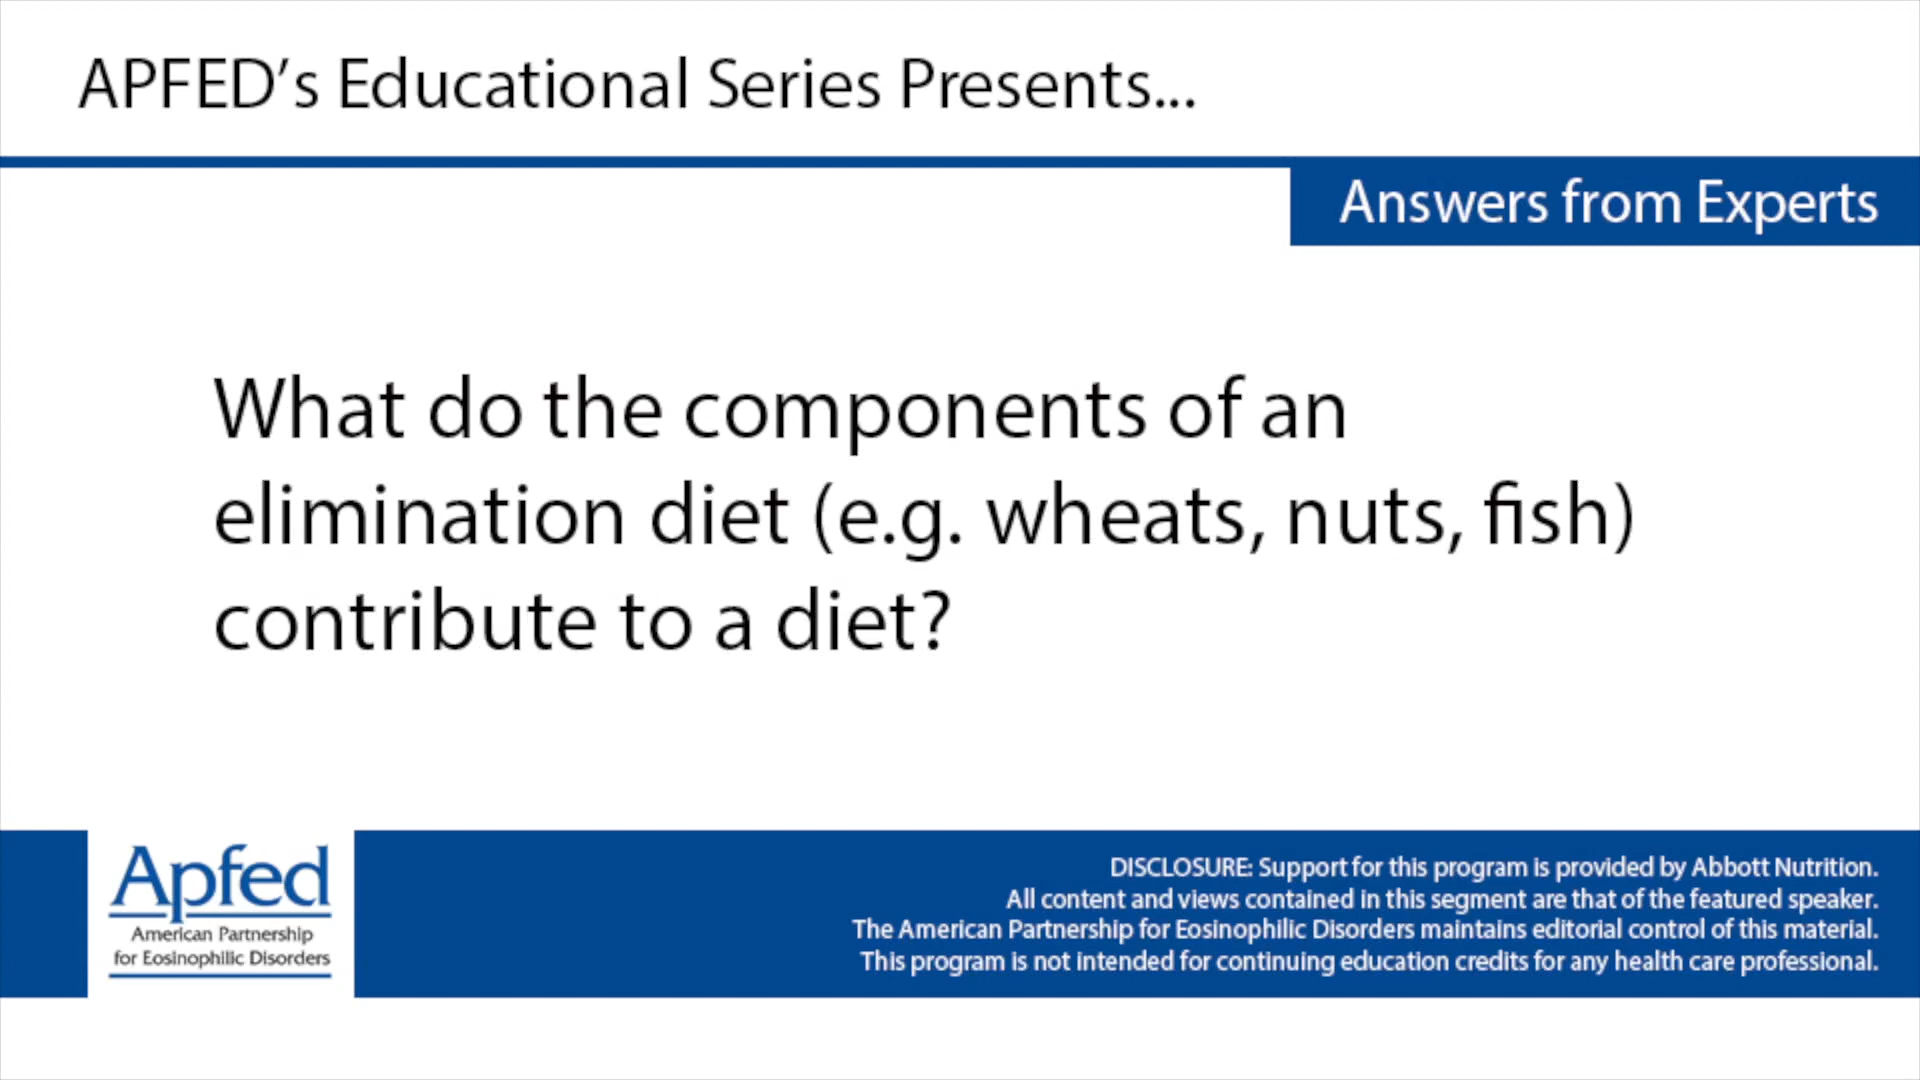 APFED’s Educational Series Presents...
Answers from Experts
What do the components of an
elimination diet (e.g. wheats, nuts, fish)
contribute to a diet?
Apfed
American Partnership
for Eosinophilic Disorders
DISCLOSURE: Support for this program is provided by Abbott Nutrition.
All content and views contained in this segment are that of the featured speaker.
The American Partnership for Eosinophilic Disorders maintains editorial control of this material.
This program is not intended for continuing education credits for any health care professional.